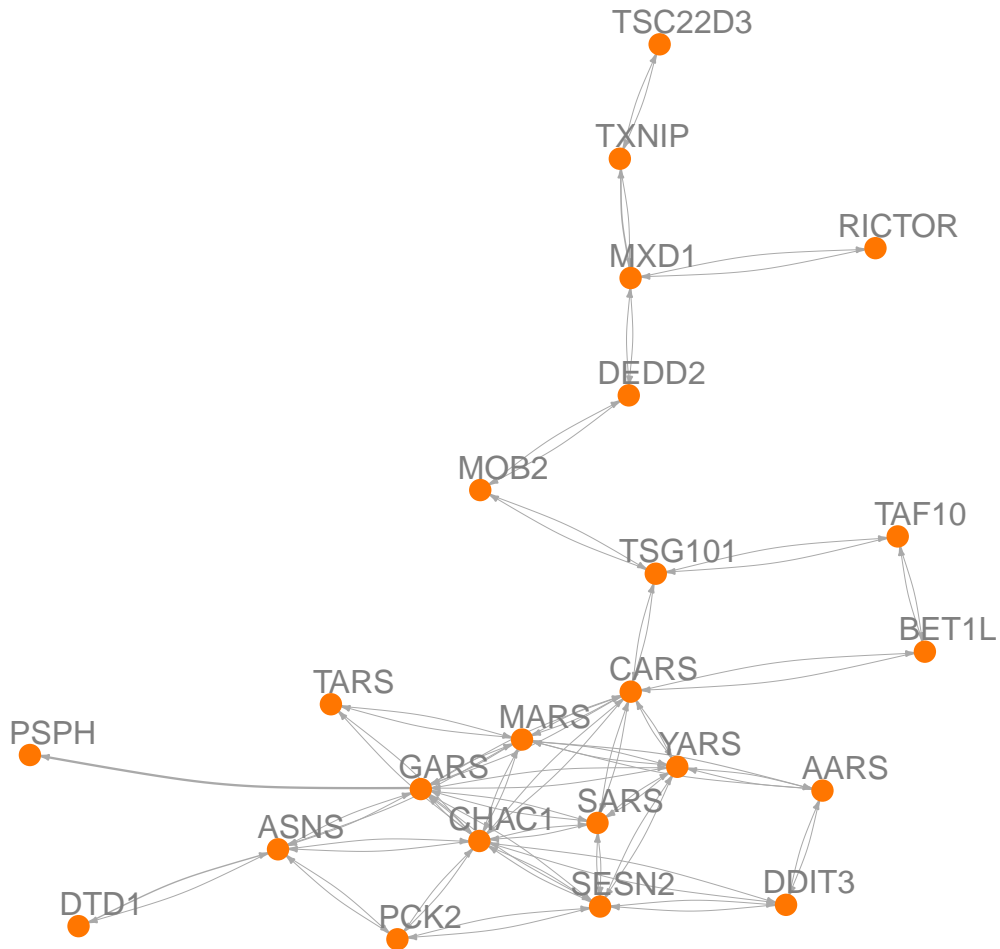 TSC22D3
TXNIP
RICTOR
MXD1
DEDD2
MOB2
TAF10
TSG101
BET1L
CARS
TARS
MARS
PSPH
YARS
GARS
AARS
SARS
CHAC1
ASNS
SESN2
DDIT3
DTD1
PCK2